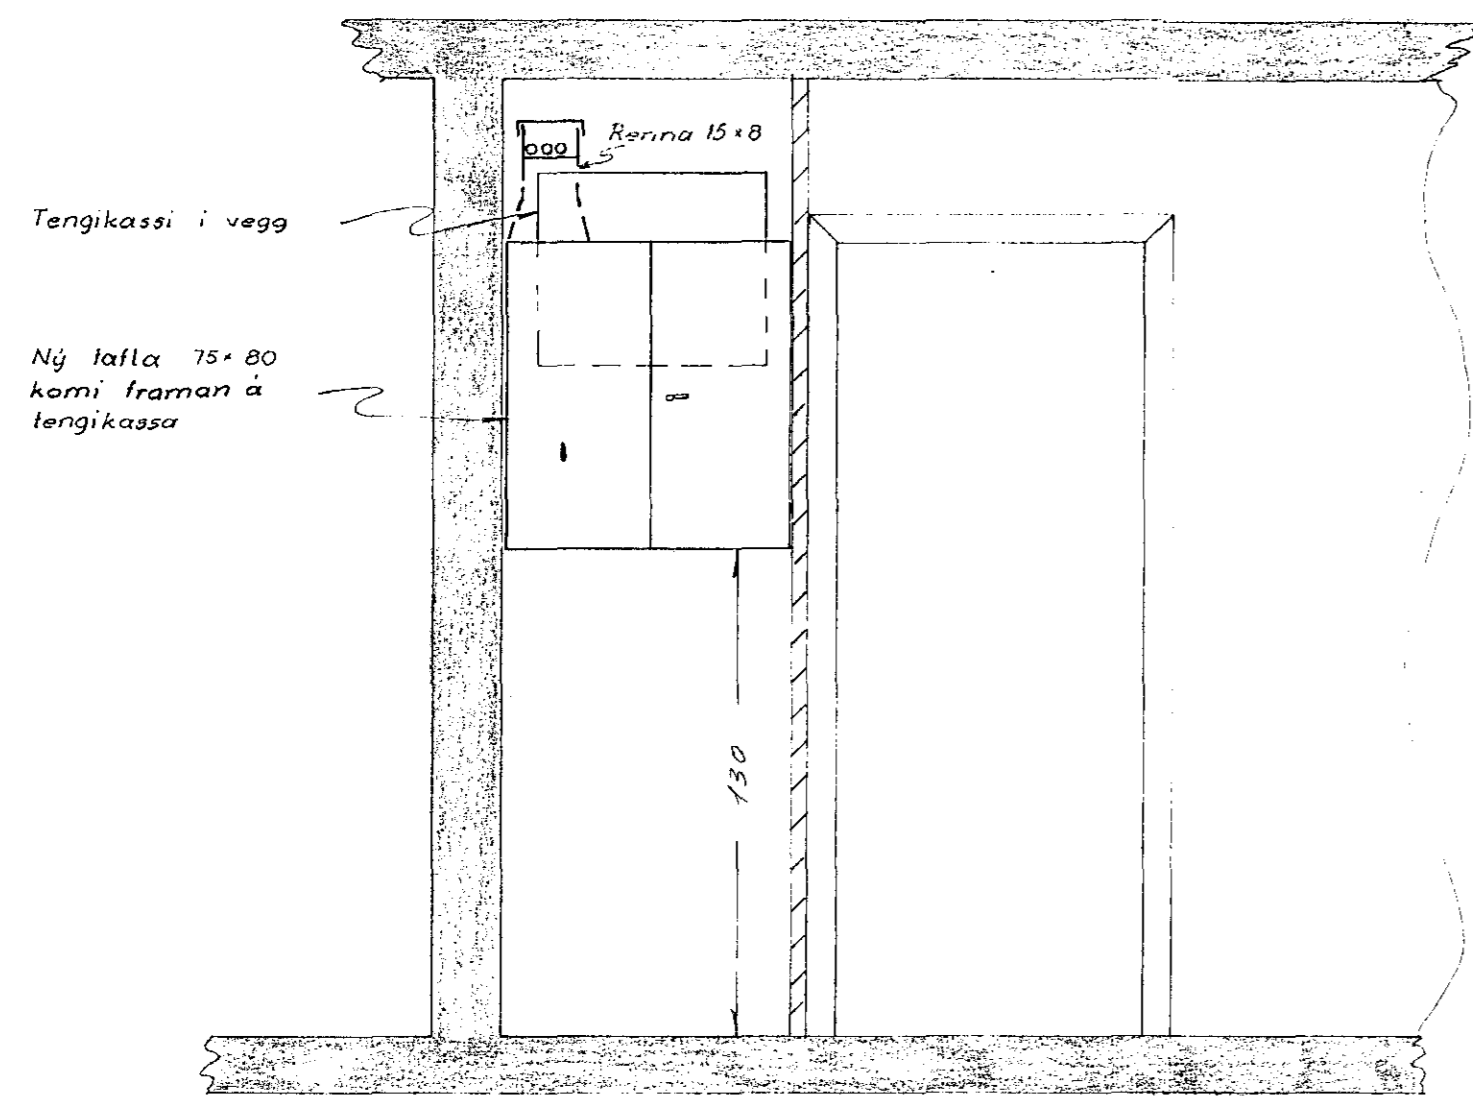 Renna 15×8
Tengikassi i vegg
Ný tafla 75×80
komi framan á
tengikassa
130